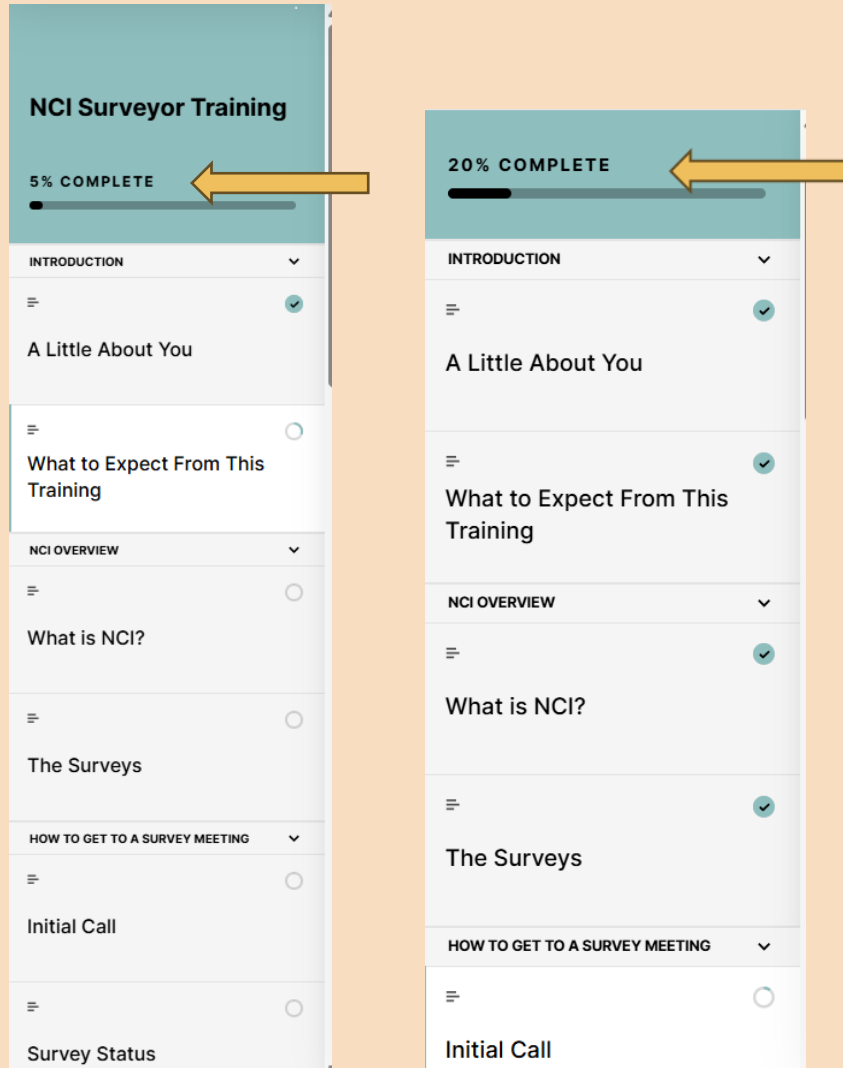 NCI Surveyor Training
5% COMPLETE
INTRODUCTION
A Little About You
What to Expect From This
Training
NCI OVERVIEW
What is NCI?
The Surveys
HOW TO GET TO A SURVEY MEETING
Initial Call
Survey Status
20% COMPLETE
INTRODUCTION
A Little About You
What to Expect From This
Training
NCI OVERVIEW
What is NCI?
The Surveys
HOW TO GET TO A SURVEY MEETING
Initial Call